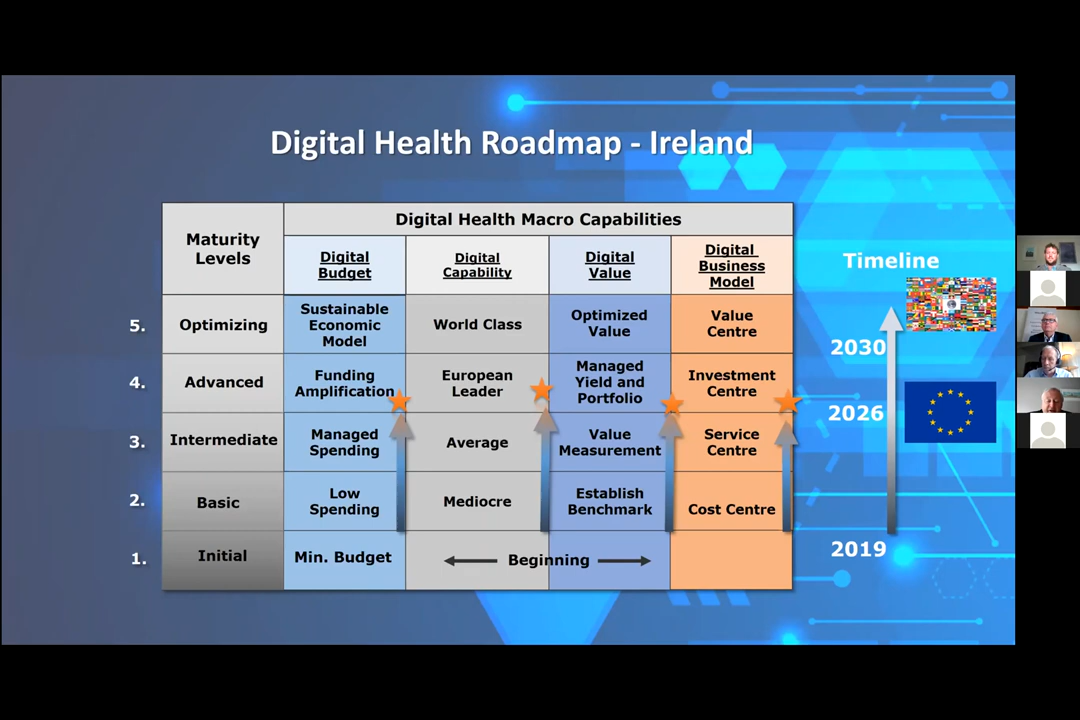 Digital Health Roadmap - Ireland
Maturity
Levels
Digital Health Macro Capabilities
Digital
Budget
Digital
Capability
Digital
Value
Digital
Business
Model
Timeline
5.
Optimizing
Sustainable
Economic
Model
World Class
Optimized
Value
Value
Centre
2030
4.
Advanced
Funding
Amplification
European
Leader
Managed
Yield and
Portfolio
Investment
Centre
2026
3.
Intermediate
Managed
Spending
Average
Value
Measurement
Service
Centre
2.
Basic
Low
Spending
Mediocre
Establish
Benchmark
Cost Centre
1.
Initial
Min. Budget
Beginning
2019